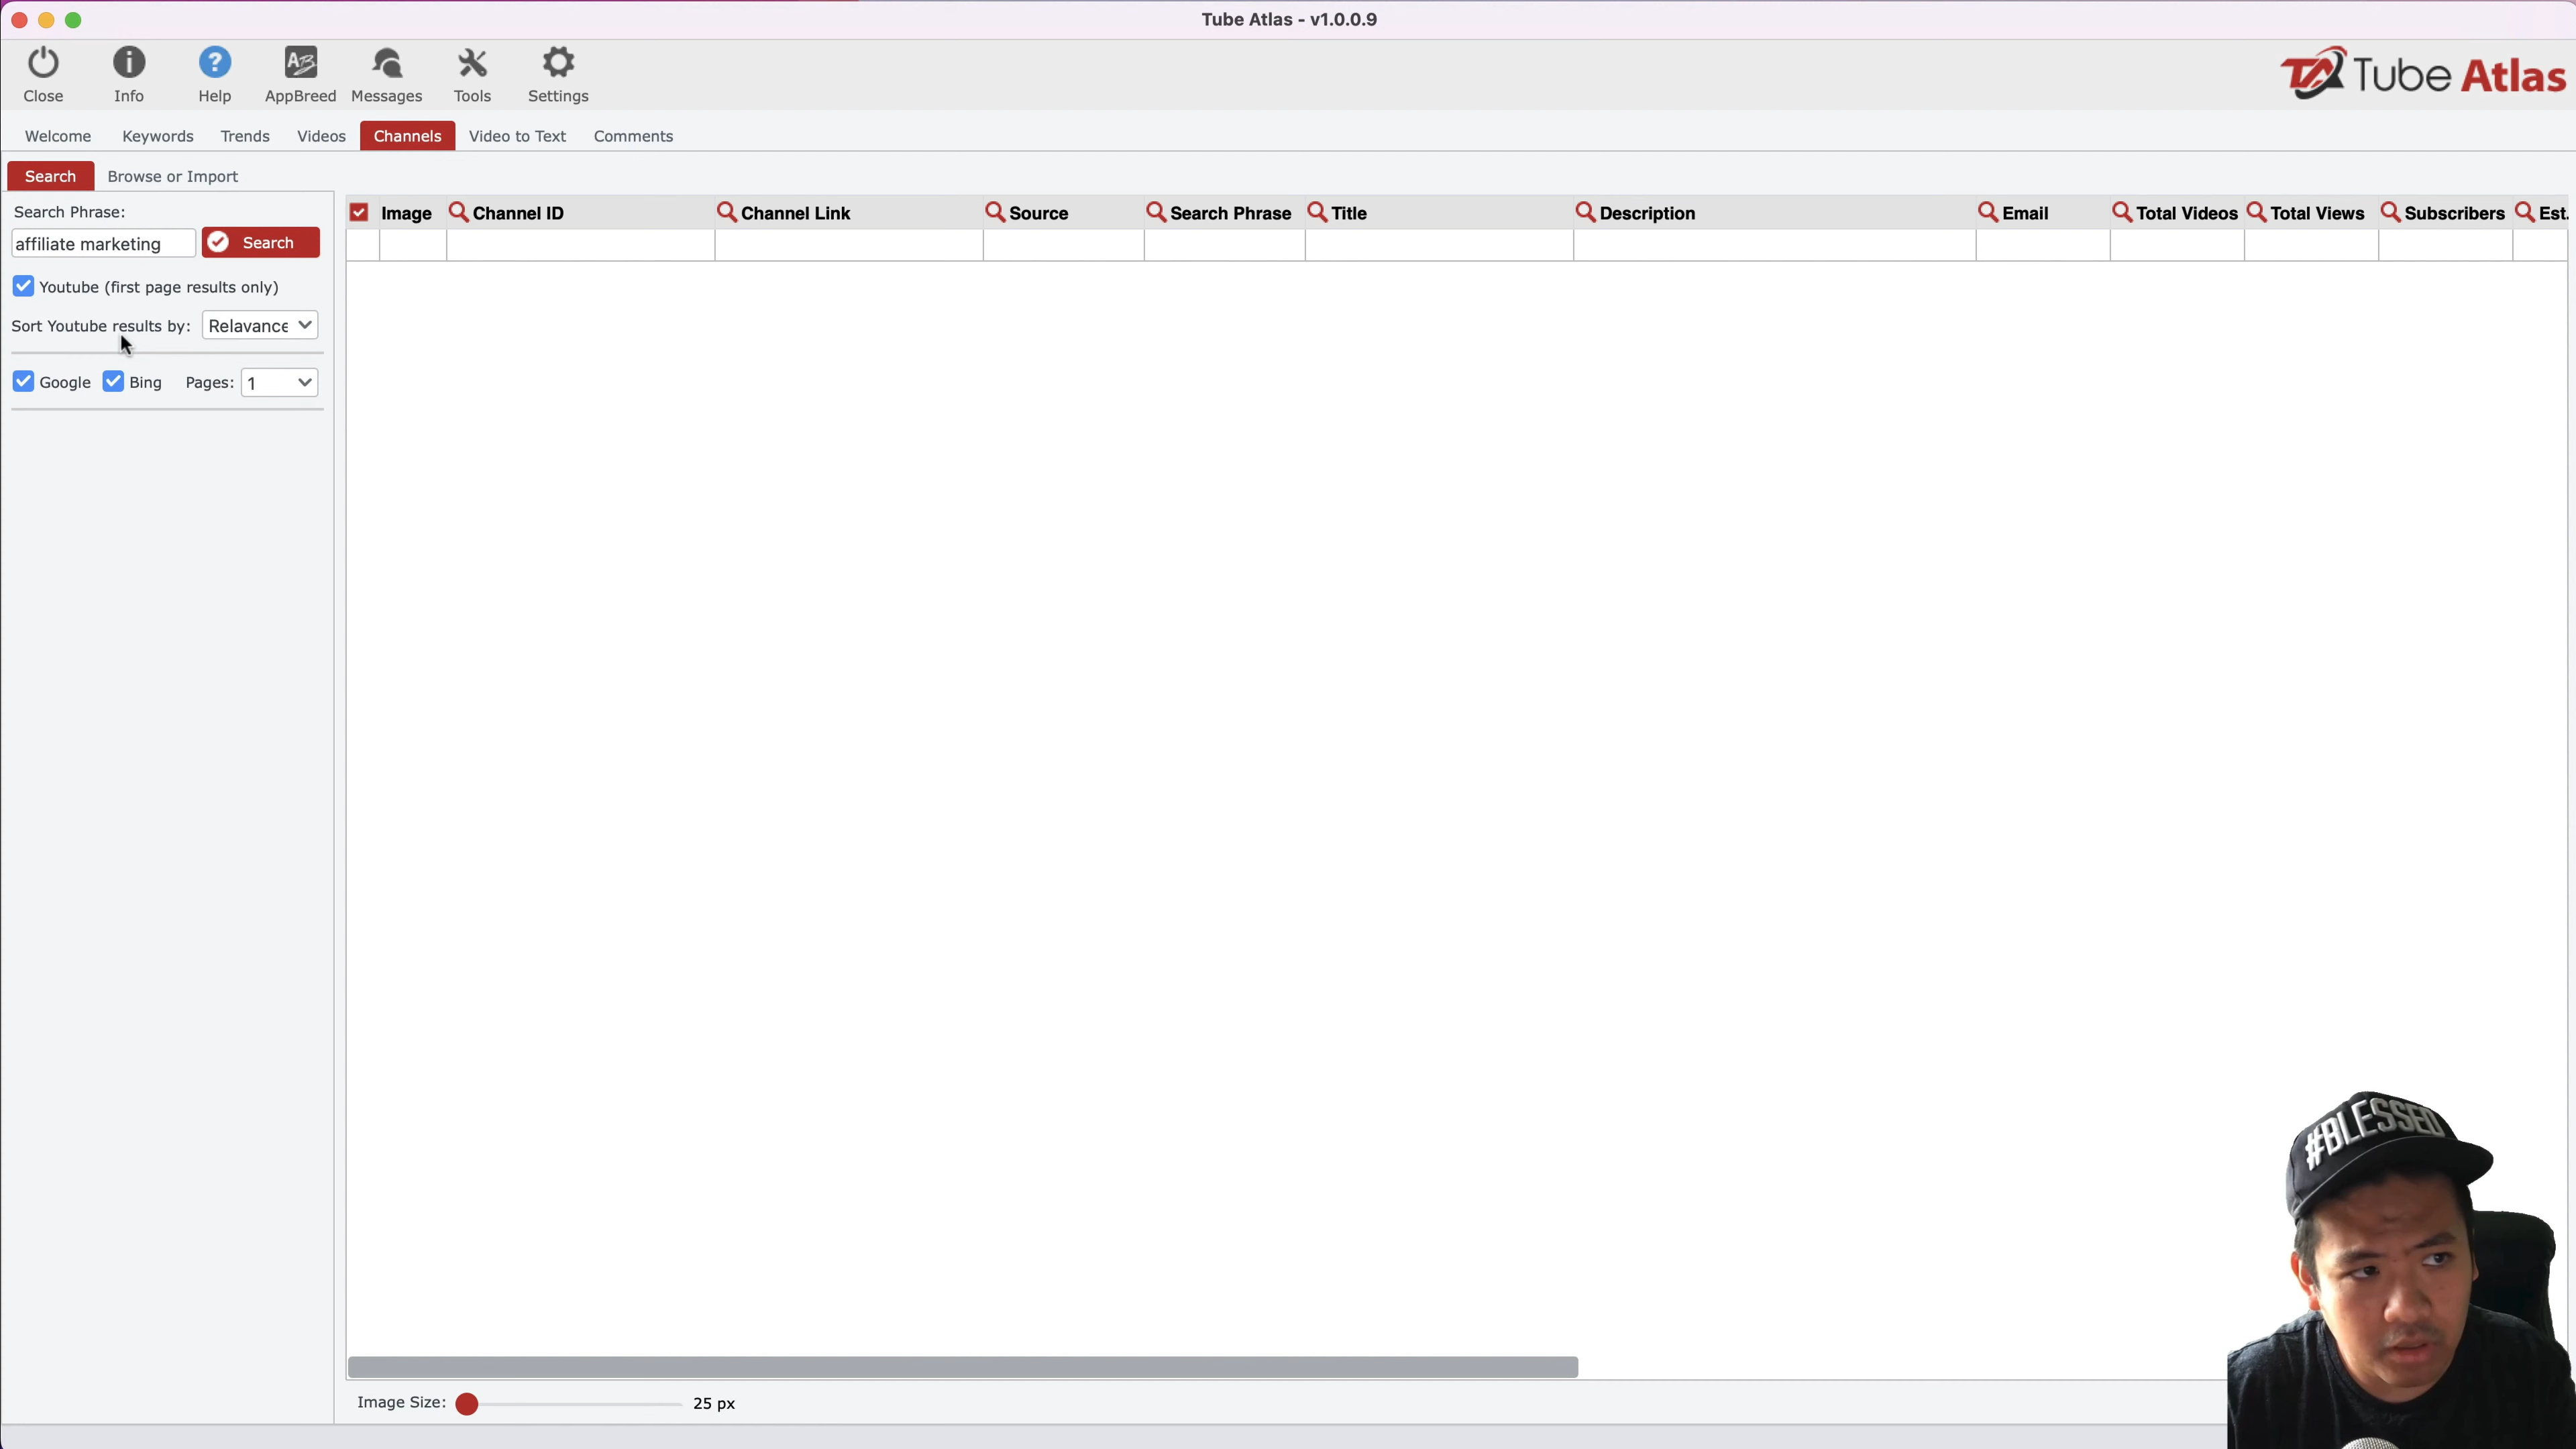 Tube Atlas - v1.0.0.9
Close Info Help AppBreed Messages Tools Settings
Tube Atlas
Welcome Keywords Trends Videos Channels Video to Text Comments
Search Browse or Import
Search Phrase:
affiliate marketing Search
Youtube (first page results only)
Sort Youtube results by: Relavance
Google Bing Pages: 1
Image Channel ID Channel Link Source Search Phrase Title Description Email Total Videos Total Views Subscribers Est.
#BLESSED
Image Size: 25 px